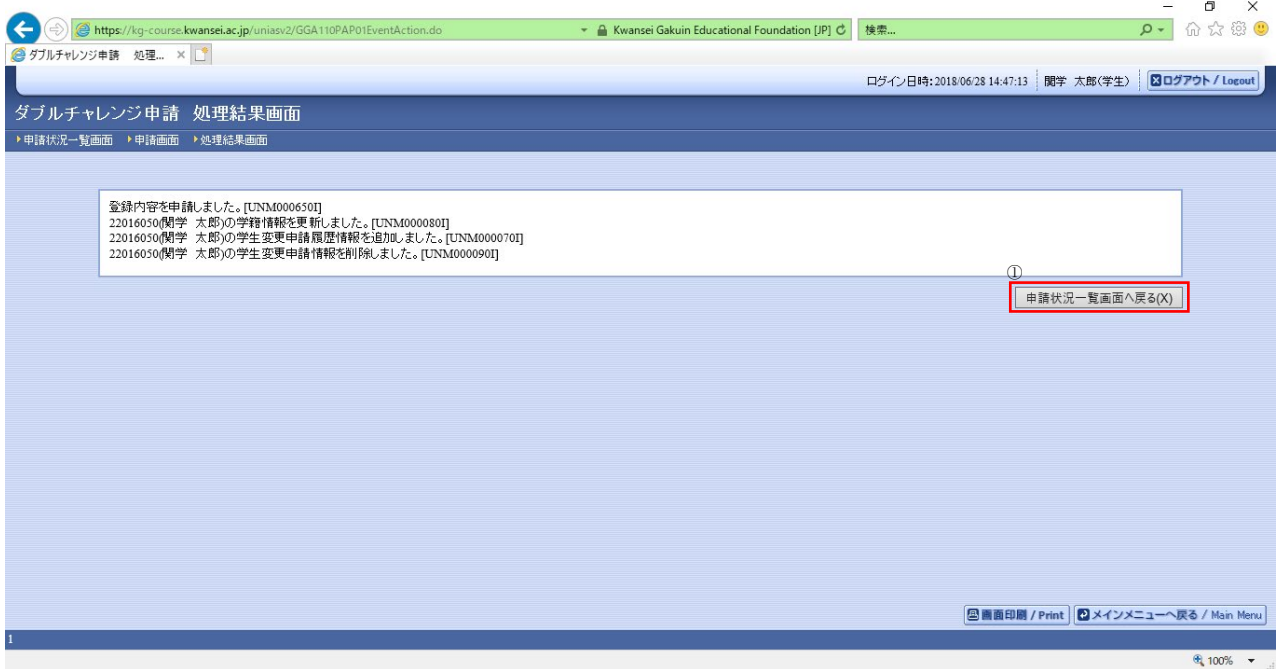 https://kg-course.kwansei.ac.jp/uniasv2/GGA110PAP01EventAction.do
Kwansei Gakuin Educational Foundation [JP]
検索...
ダブルチャレンジ申請 処理...
ログイン日時:2018/06/28 14:47:13 関学 太郎(学生) ログアウト / Logout
ダブルチャレンジ申請 処理結果画面
申請状況一覧画面 申請画面 処理結果画面
登録内容を申請しました。[UNM000650I]
22016050(関学 太郎)の学籍情報を更新しました。[UNM000080I]
22016050(関学 太郎)の学生変更申請履歴情報を追加しました。[UNM000070I]
22016050(関学 太郎)の学生変更申請情報を削除しました。[UNM000090I]
①
申請状況一覧画面へ戻る(X)
画面印刷 / Print メインメニューへ戻る / Main Menu
1
100%